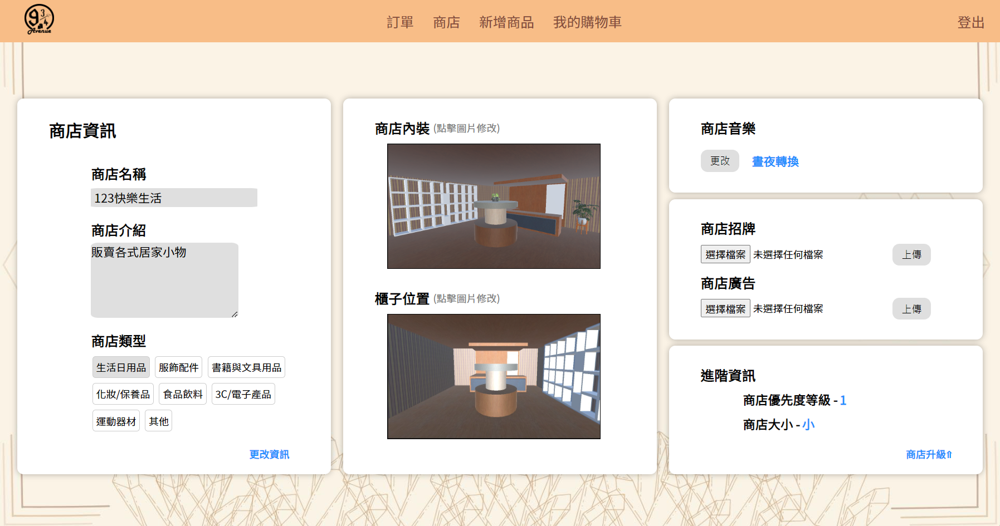 9 3/4
Avenue
訂單 商店 新增商品 我的購物車 登出
商店資訊
商店名稱
123快樂生活
商店介紹
販賣各式居家小物
商店類型
生活日用品 服飾配件 書籍與文具用品
化妝/保養品 食品飲料 3C/電子產品
運動器材 其他
更改資訊
商店內裝 (點擊圖片修改)
櫃子位置 (點擊圖片修改)
商店音樂
更改 晝夜轉換
商店招牌
選擇檔案 未選擇任何檔案 上傳
商店廣告
選擇檔案 未選擇任何檔案 上傳
進階資訊
商店優先度等級 - 1
商店大小 - 小
商店升級⇑